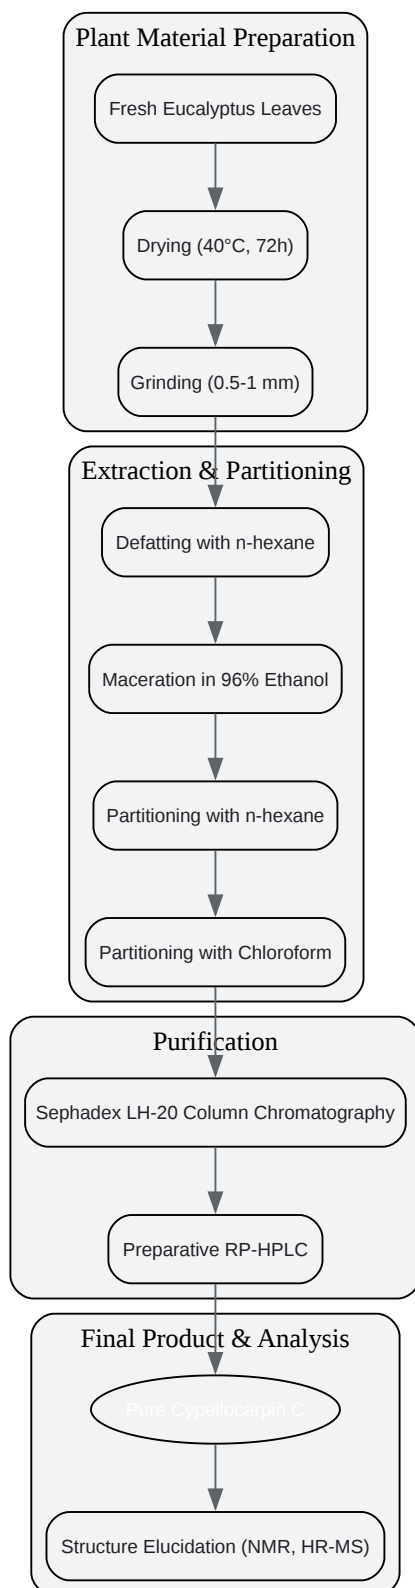 Plant Material Preparation
Fresh Eucalyptus Leaves
Drying (40°C, 72h)
Grinding (0.5-1 mm)
Extraction & Partitioning
Defatting with n-hexane
Maceration in 96% Ethanol
Partitioning with n-hexane
Partitioning with Chloroform
Purification
Sephadex LH-20 Column Chromatography
Preparative RP-HPLC
Final Product & Analysis
Pure Cypellocarpin C
Structure Elucidation (NMR, HR-MS)